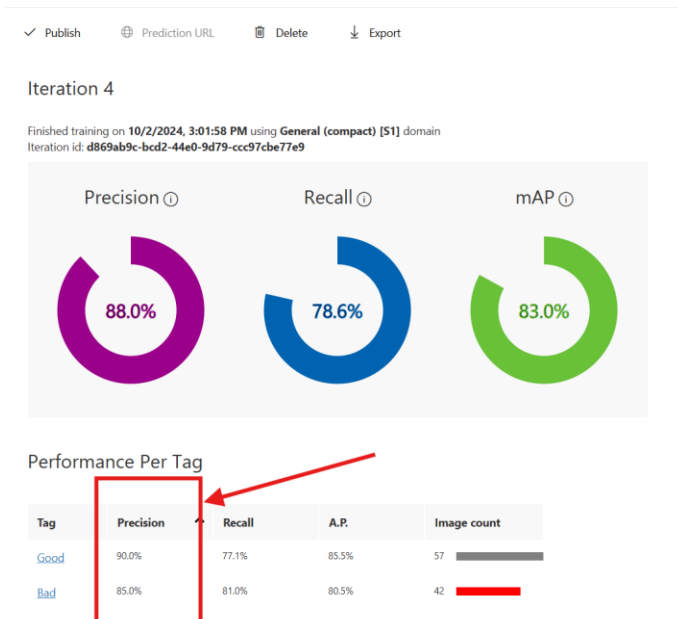 Publish Prediction URL Delete Export
Iteration 4
Finished training on 10/2/2024, 3:01:58 PM using General (compact) [S1] domain
Iteration id: d869ab9c-bcd2-44e0-9d79-ccc97cbe77e9
Precision Recall mAP
88.0% 78.6% 83.0%
Performance Per Tag
Tag Precision Recall A.P. Image count
Good 90.0% 77.1% 85.5% 57
Bad 85.0% 81.0% 80.5% 42